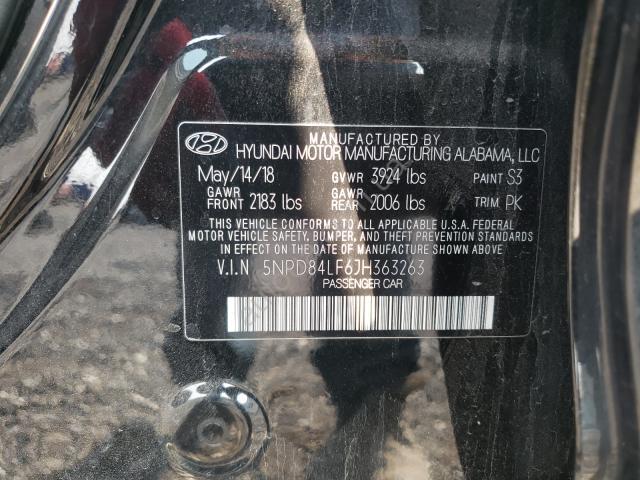 MANUFACTURED BY
HYUNDAI MOTOR MANUFACTURING ALABAMA, LLC
May/14/18 GVWR 3924 lbs PAINT S3
GAWR FRONT 2183 lbs GAWR REAR 2006 lbs TRIM PK
THIS VEHICLE CONFORMS TO ALL APPLICABLE U.S.A. FEDERAL
MOTOR VEHICLE SAFETY, BUMPER, AND THEFT PREVENTION
STANDARDS IN EFFECT ON THE DATE OF MANUFACTURE SHOWN ABOVE
V.I.N 5NPD84LF6JH363263
PASSENGER CAR